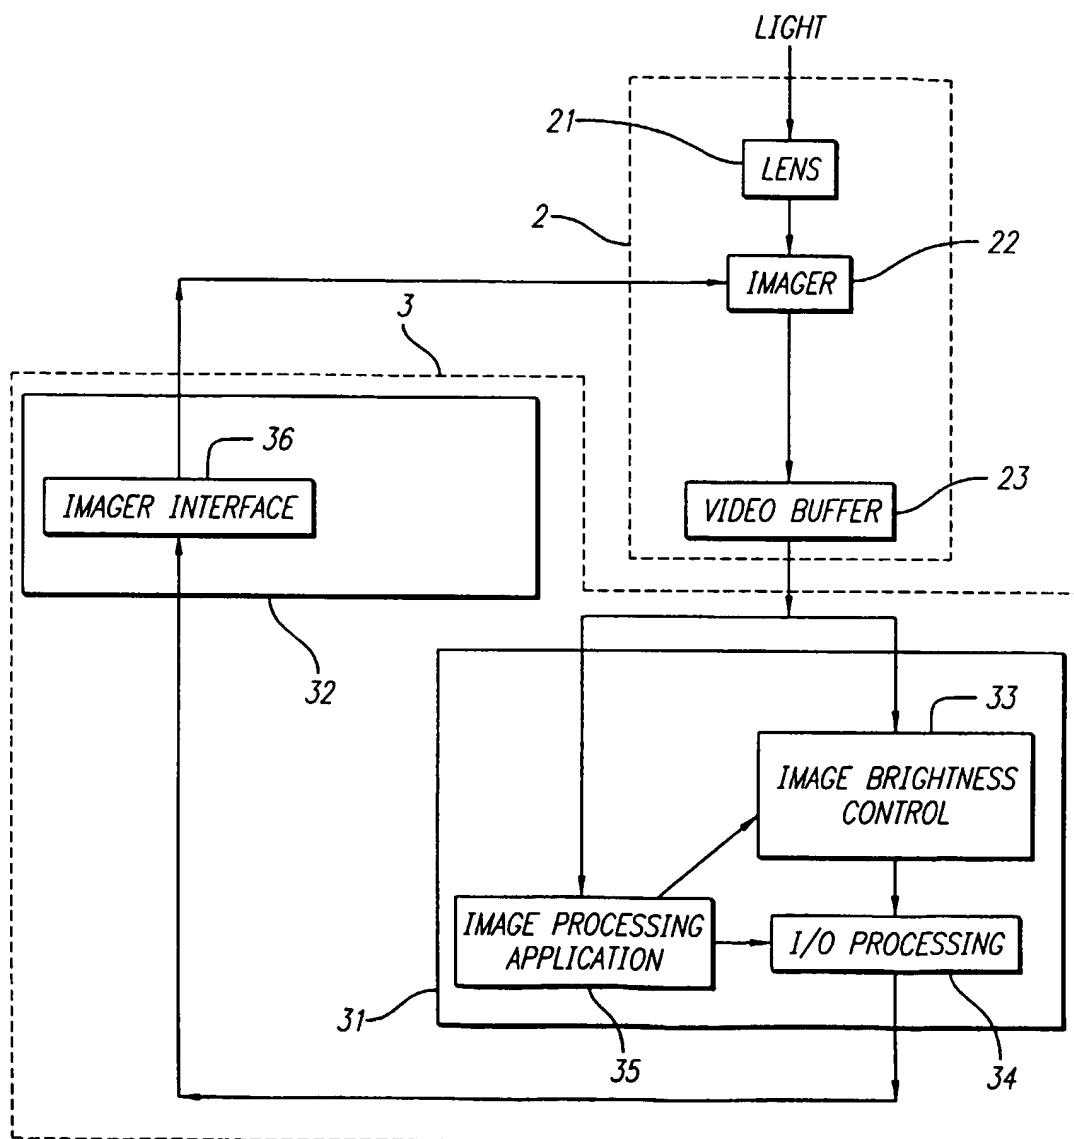 LIGHT
21
LENS
2
22
IMAGER
3
36
IMAGER INTERFACE
23
VIDEO BUFFER
32
33
IMAGE BRIGHTNESS
CONTROL
IMAGE PROCESSING
APPLICATION
I/O PROCESSING
31
35
34